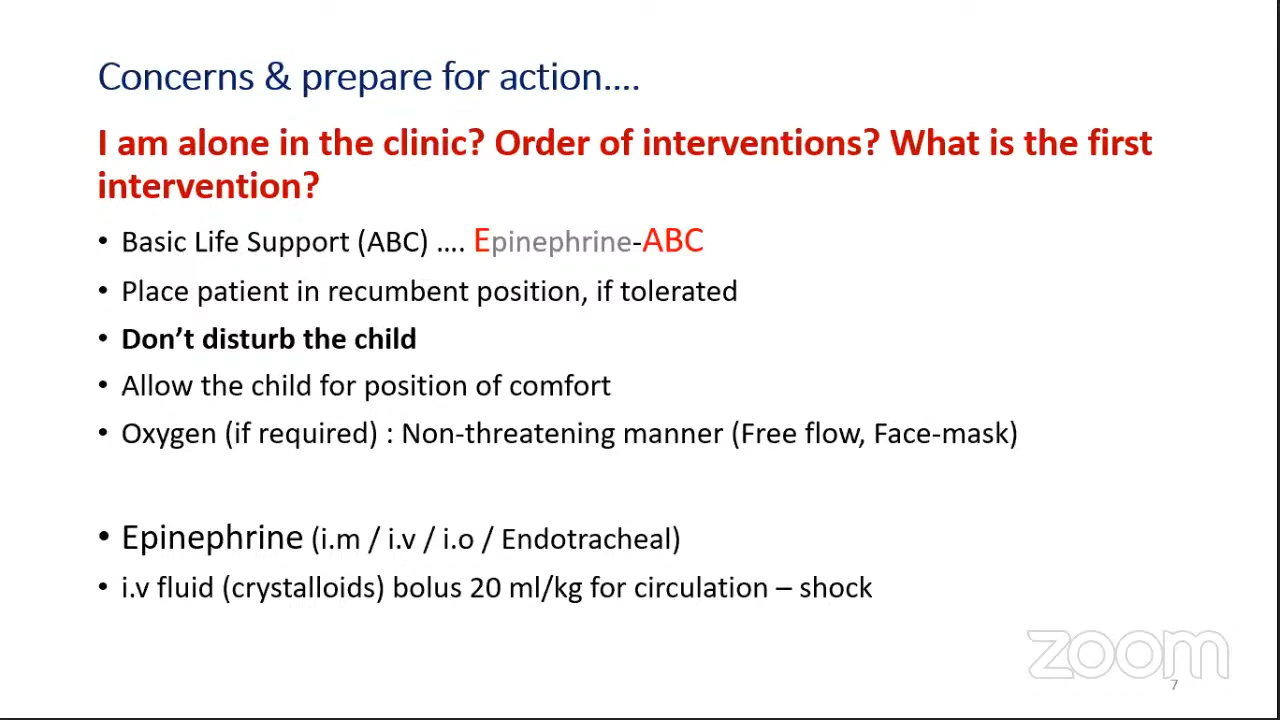 Concerns & prepare for action....
I am alone in the clinic? Order of interventions? What is the first
intervention?
• Basic Life Support (ABC) .... Epinephrine-ABC
• Place patient in recumbent position, if tolerated
• Don’t disturb the child
• Allow the child for position of comfort
• Oxygen (if required) : Non-threatening manner (Free flow, Face-mask)
• Epinephrine (i.m / i.v / i.o / Endotracheal)
• i.v fluid (crystalloids) bolus 20 ml/kg for circulation – shock
zoom
7